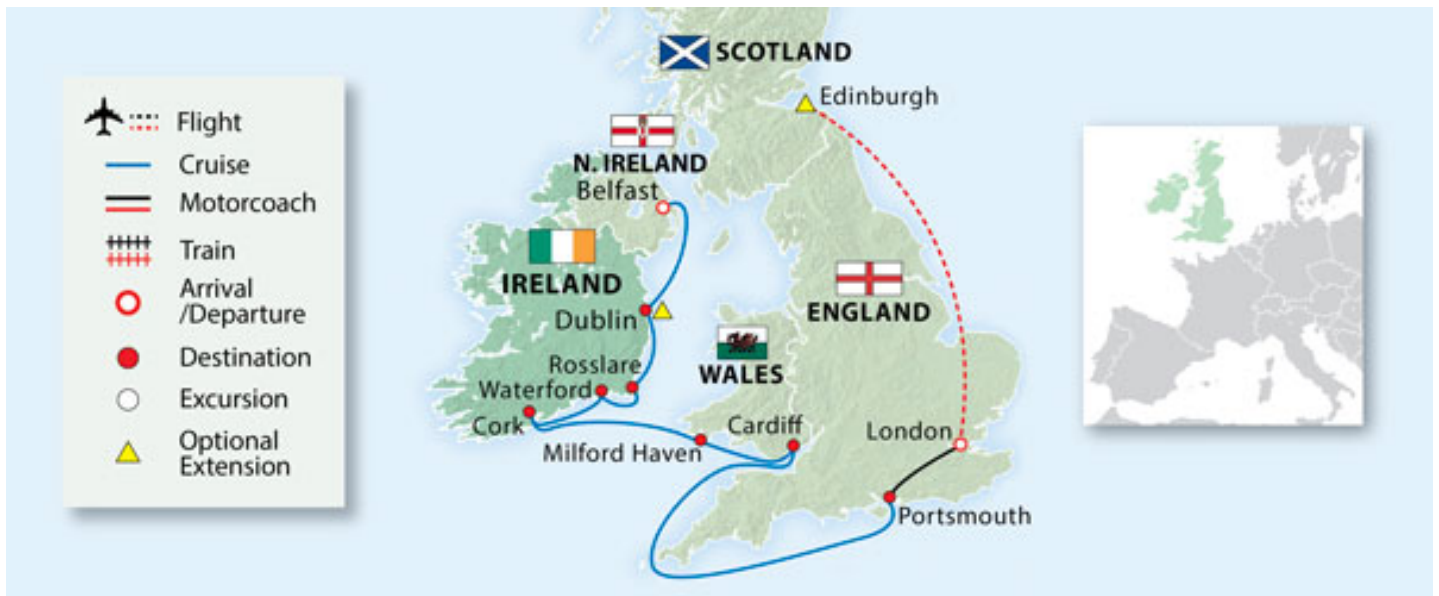 Flight
Cruise
Motorcoach
Train
Arrival
/Departure
Destination
Excursion
Optional
Extension
SCOTLAND
Edinburgh
N. IRELAND
Belfast
IRELAND
Dublin
ENGLAND
WALES
Rosslare
Waterford
Cork
Milford Haven
Cardiff
London
Portsmouth